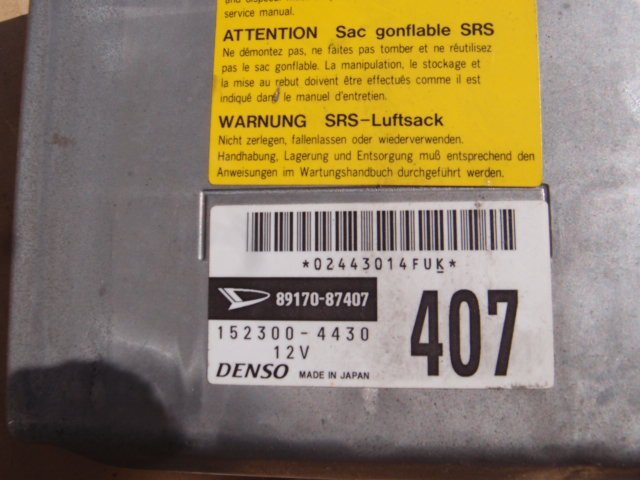 service manual.
ATTENTION Sac gonflable SRS
Ne démontez pas, ne faites pas tomber et ne réutilisez
pas le sac gonflable. La manipulation, le stockage et
la mise au rebut doivent être effectués comme il est
indiqué dans le manuel d'entretien.
WARNUNG SRS-Luftsack
Nicht zerlegen, fallenlassen oder wiederverwenden.
Handhabung, Lagerung und Entsorgung muß entsprechend den
Anweisungen im Wartungshandbuch durchgeführt werden.
*02443014FUK*
89170-87407
152300-4430
12V
407
DENSO MADE IN JAPAN